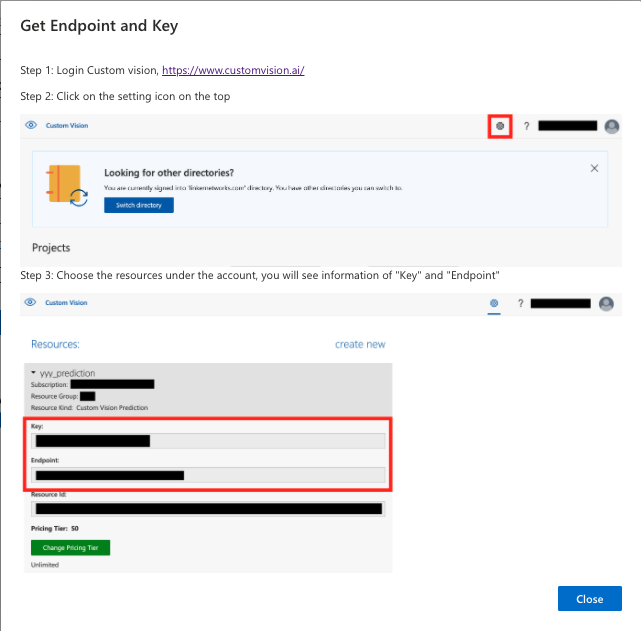 Get Endpoint and Key
Step 1: Login Custom vision, https://www.customvision.ai/
Step 2: Click on the setting icon on the top
Custom Vision
?
Looking for other directories?
You are currently signed into 'linkernetworks.com' directory. You have other directories you can switch to.
Switch directory
Projects
Step 3: Choose the resources under the account, you will see information of "Key" and "Endpoint"
Custom Vision
?
Resources:
create new
yyy_prediction
Subscription:
Resource Group:
Resource Kind: Custom Vision Prediction
Key:
Endpoint:
Resource Id:
Pricing Tier: S0
Change Pricing Tier
Unlimited
Close